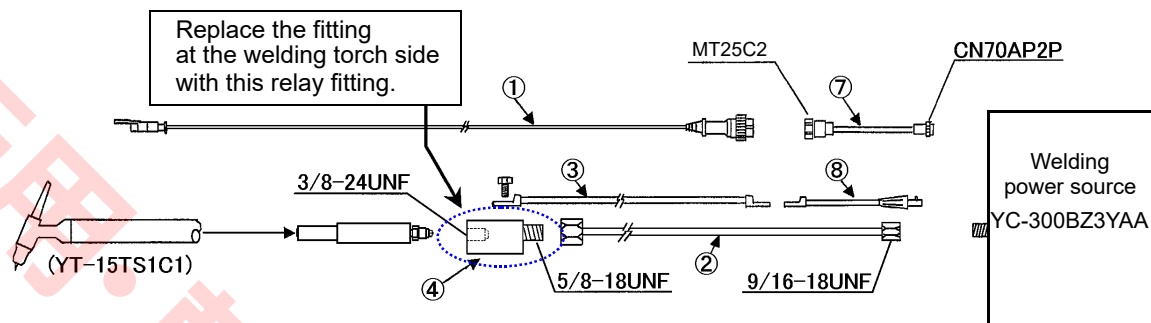 Replace the fitting
at the welding torch side
with this relay fitting.
MT25C2
CN70AP2P
①
⑦
3/8-24UNF
③
⑧
Welding
power source
YC-300BZ3YAA
(YT-15TS1C1)
④
5/8-18UNF
②
9/16-18UNF